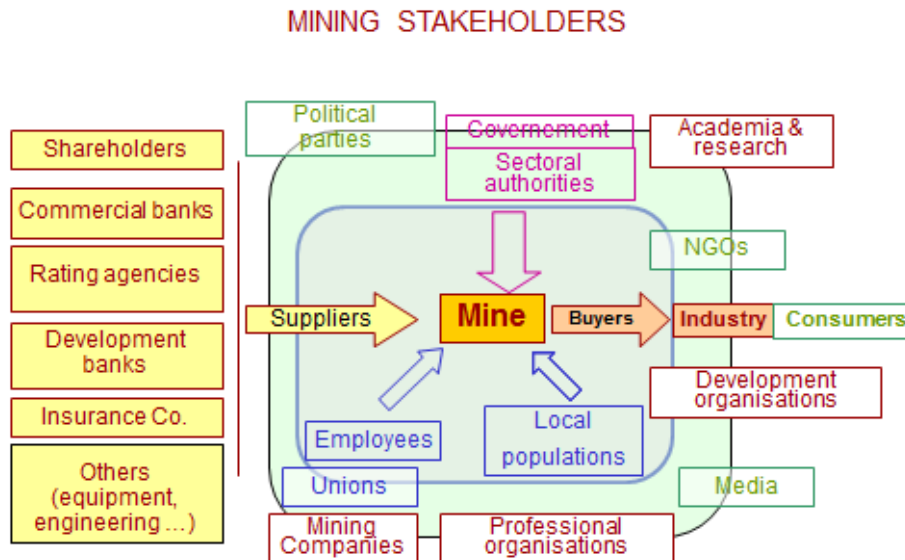 MINING STAKEHOLDERS
Political
parties
Governement
Sectoral
authorities
Academia &
research
Shareholders
Commercial banks
Rating agencies
Development
banks
Insurance Co.
Others
(equipment,
engineering ...)
NGOs
Suppliers
Mine
Buyers
Industry
Consumers
Development
organisations
Employees
Local
populations
Unions
Media
Mining
Companies
Professional
organisations